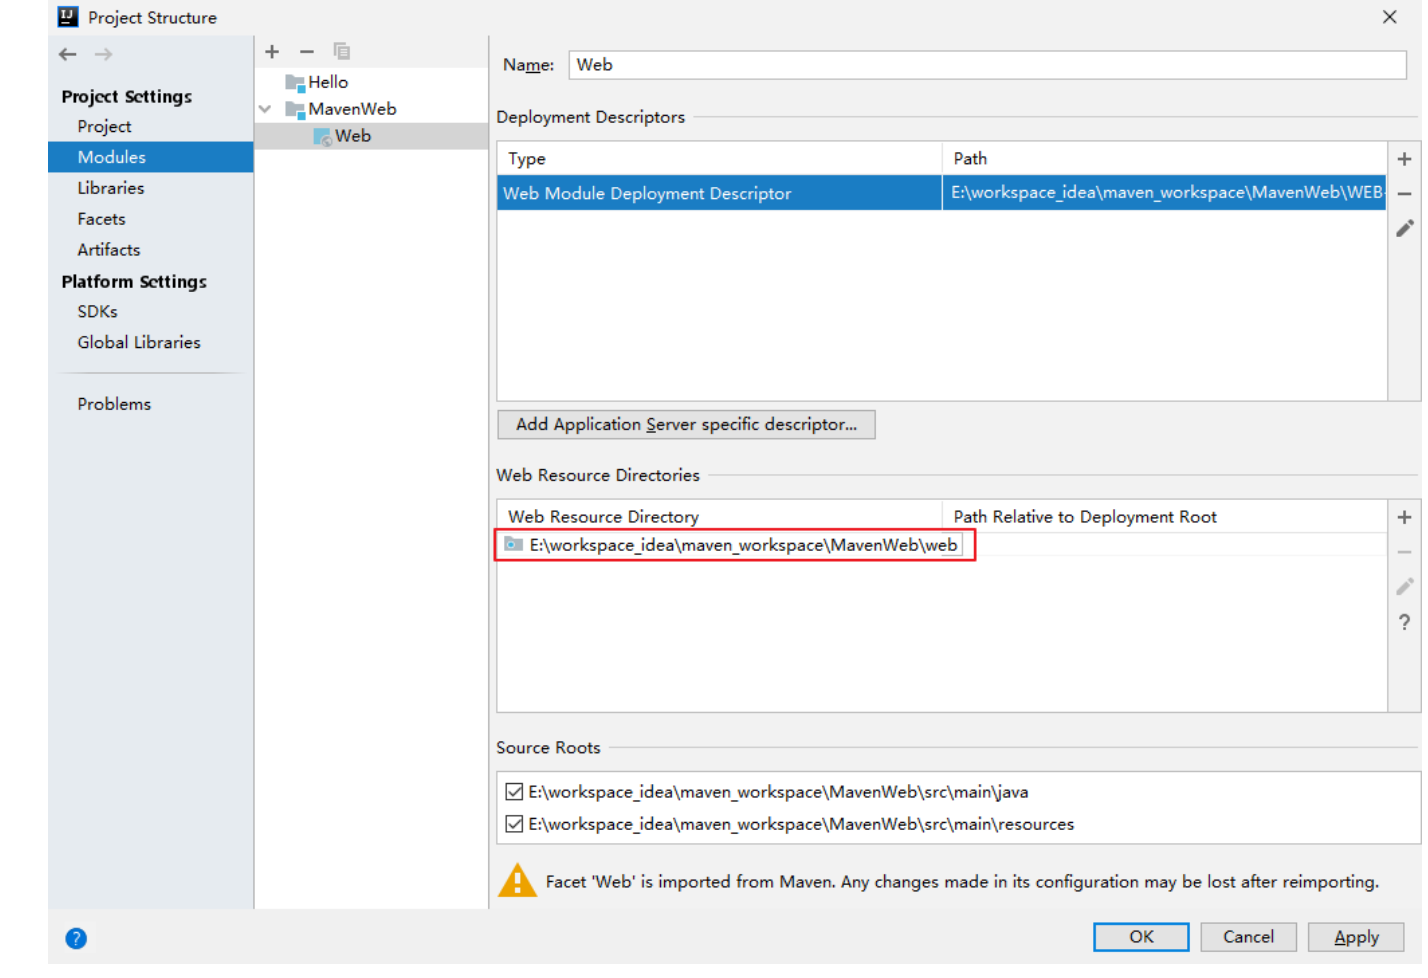 Project Structure
Project Settings
Project
Modules
Libraries
Facets
Artifacts
Platform Settings
SDKs
Global Libraries
Problems
Hello
MavenWeb
Web
Name: Web
Deployment Descriptors
Type Path
Web Module Deployment Descriptor E:\workspace_idea\maven_workspace\MavenWeb\WEB-
Add Application Server specific descriptor...
Web Resource Directories
Web Resource Directory Path Relative to Deployment Root
E:\workspace_idea\maven_workspace\MavenWeb\web
Source Roots
E:\workspace_idea\maven_workspace\MavenWeb\src\main\java
E:\workspace_idea\maven_workspace\MavenWeb\src\main\resources
Facet 'Web' is imported from Maven. Any changes made in its configuration may be lost after reimporting.
OK Cancel Apply